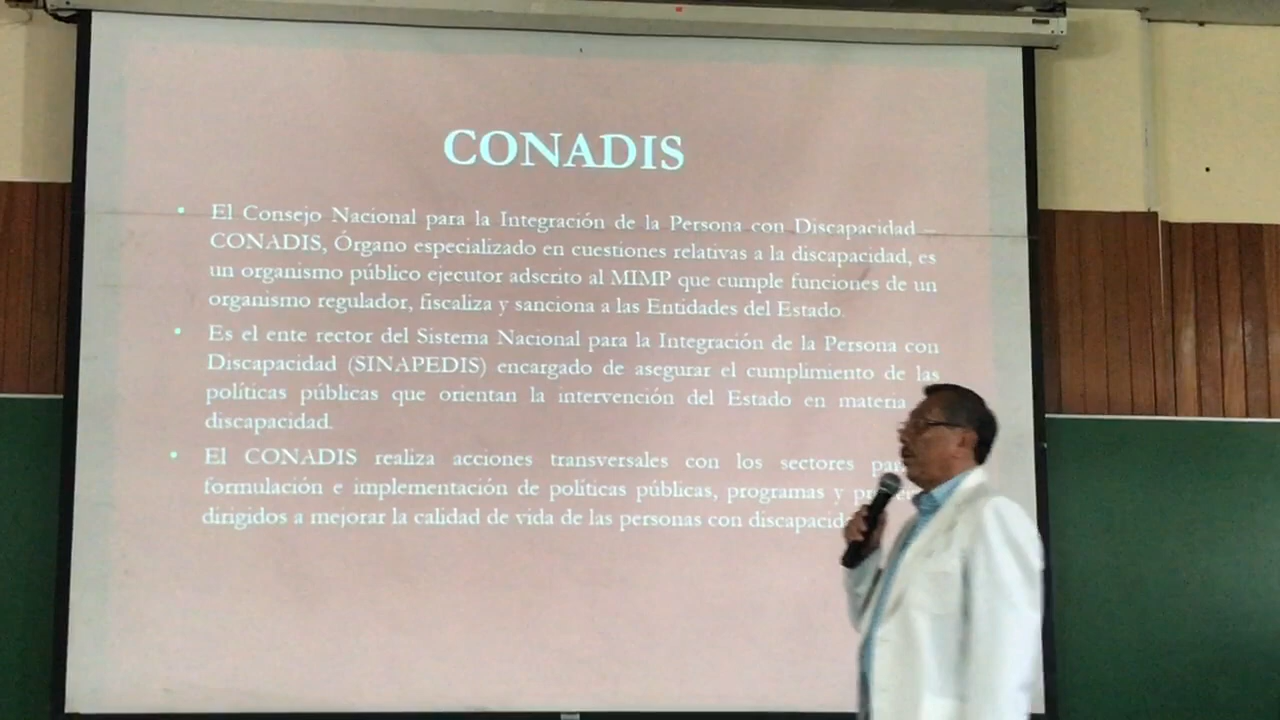 CONADIS
• El Consejo Nacional para la Integración de la Persona con Discapacidad –
CONADIS, Órgano especializado en cuestiones relativas a la discapacidad, es
un organismo público ejecutor adscrito al MIMP que cumple funciones de un
organismo regulador, fiscaliza y sanciona a las Entidades del Estado.
• Es el ente rector del Sistema Nacional para la Integración de la Persona con
Discapacidad (SINAPEDIS) encargado de asegurar el cumplimiento de las
políticas públicas que orientan la intervención del Estado en materia
discapacidad.
• El CONADIS realiza acciones transversales con los sectores
formulación e implementación de políticas públicas, programas y
dirigidos a mejorar la calidad de vida de las personas con